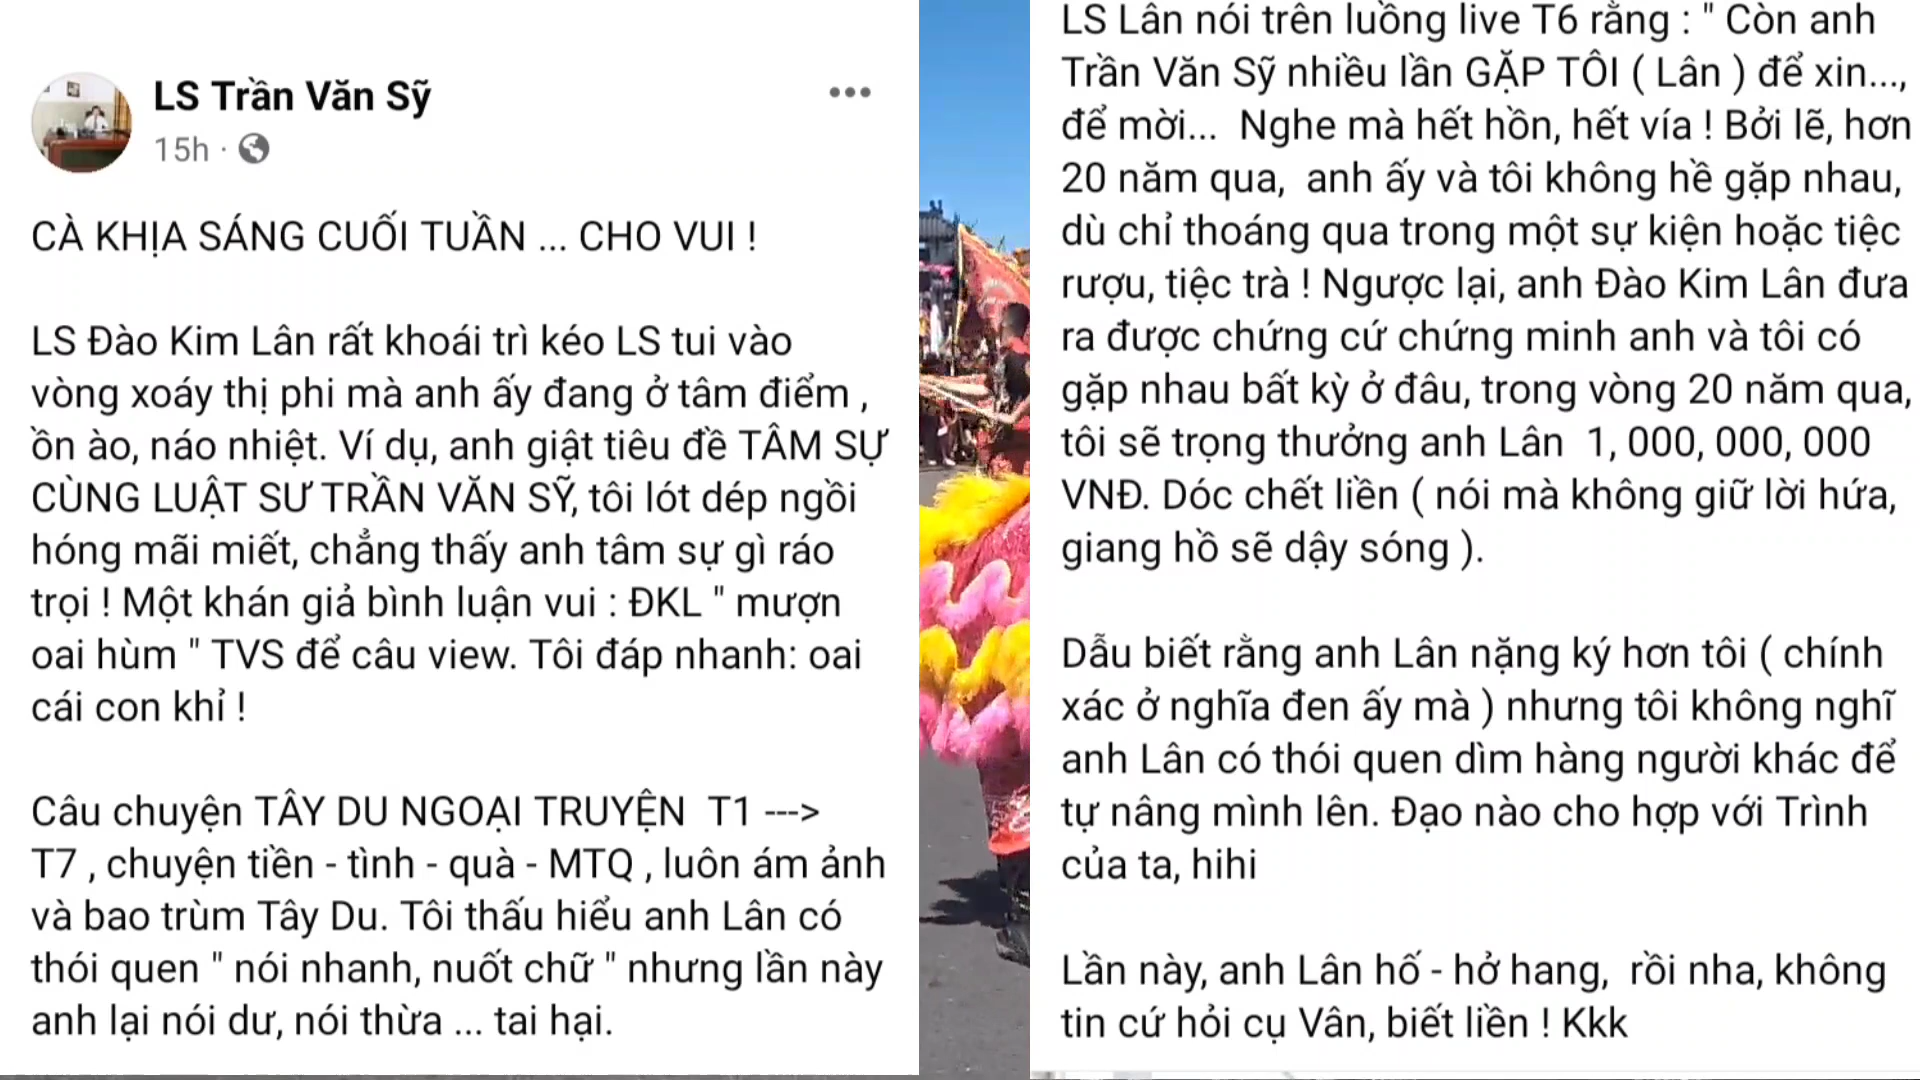 LS Trần Văn Sỹ
15h ·
CÀ KHỊA SÁNG CUỐI TUẦN ... CHO VUI !
LS Đào Kim Lân rất khoái trì kéo LS tui vào
vòng xoáy thị phi mà anh ấy đang ở tâm điểm ,
ồn ào, náo nhiệt. Ví dụ, anh giật tiêu đề TÂM SỰ
CÙNG LUẬT SƯ TRẦN VĂN SỸ, tôi lót dép ngồi
hóng mãi miết, chẳng thấy anh tâm sự gì ráo
trọi ! Một khán giả bình luận vui : ĐKL " mượn
oai hùm " TVS để câu view. Tôi đáp nhanh: oai
cái con khỉ !
Câu chuyện TÂY DU NGOẠI TRUYỆN T1 --->
T7 , chuyện tiền - tình - quà - MTQ , luôn ám ảnh
và bao trùm Tây Du. Tôi thấu hiểu anh Lân có
thói quen " nói nhanh, nuốt chữ " nhưng lần này
anh lại nói dư, nói thừa ... tai hại.
LS Lân nói trên luồng live T6 rằng : " Còn anh
Trần Văn Sỹ nhiều lần GẶP TÔI ( Lân ) để xin...,
để mời... Nghe mà hết hồn, hết vía ! Bởi lẽ, hơn
20 năm qua, anh ấy và tôi không hề gặp nhau,
dù chỉ thoáng qua trong một sự kiện hoặc tiệc
rượu, tiệc trà ! Ngược lại, anh Đào Kim Lân đưa
ra được chứng cứ chứng minh anh và tôi có
gặp nhau bất kỳ ở đâu, trong vòng 20 năm qua,
tôi sẽ trọng thưởng anh Lân 1, 000, 000, 000
VNĐ. Dóc chết liền ( nói mà không giữ lời hứa,
giang hồ sẽ dậy sóng ).
Dẫu biết rằng anh Lân nặng ký hơn tôi ( chính
xác ở nghĩa đen ấy mà ) nhưng tôi không nghĩ
anh Lân có thói quen dìm hàng người khác để
tự nâng mình lên. Đạo nào cho hợp với Trình
của ta, hihi
Lần này, anh Lân hố - hở hang, rồi nha, không
tin cứ hỏi cụ Vân, biết liền ! Kkk